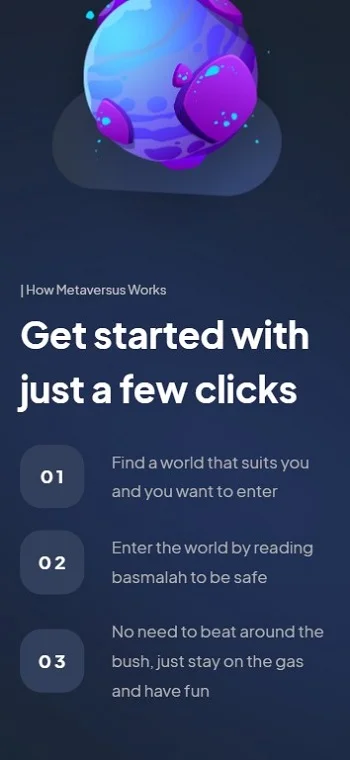 | How Metaversus Works
Get started with
just a few clicks
01
Find a world that suits you
and you want to enter
02
Enter the world by reading
basmalah to be safe
03
No need to beat around the
bush, just stay on the gas
and have fun